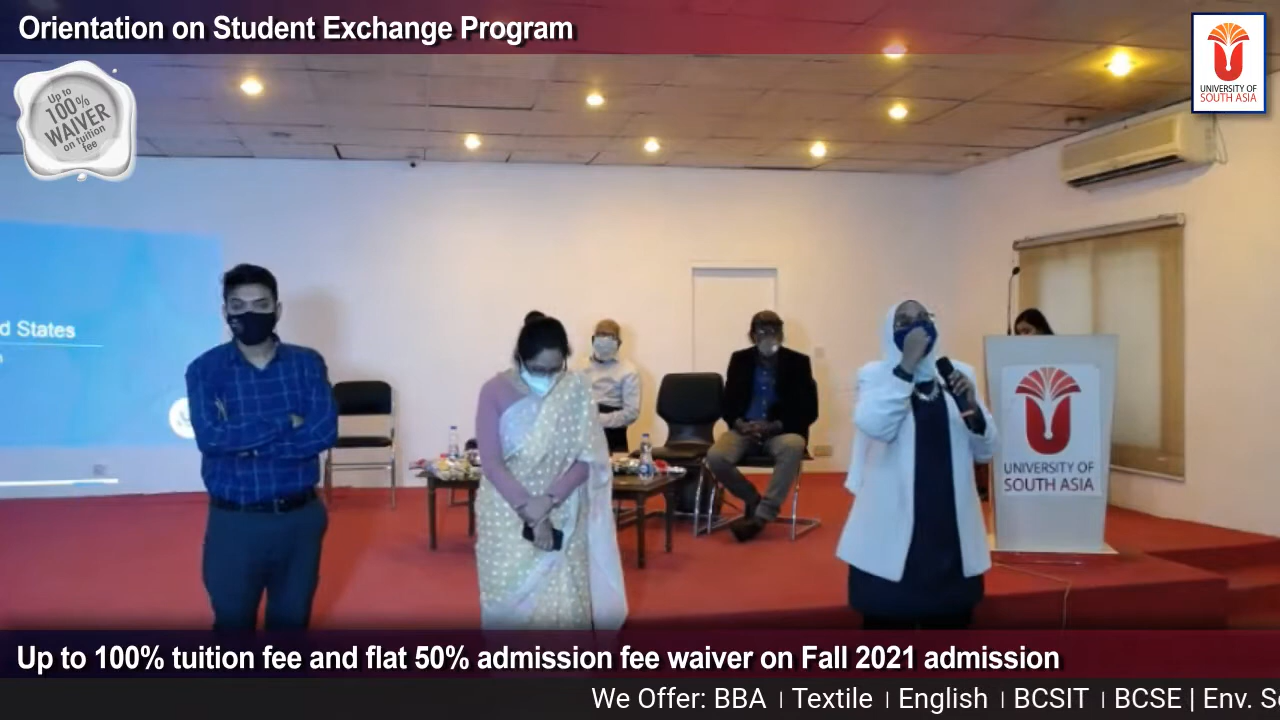 Orientation on Student Exchange Program
UNIVERSITY OF
SOUTH ASIA
Up to
100%
WAIVER
on tuition
fee
d States
UNIVERSITY OF
SOUTH ASIA
Up to 100% tuition fee and flat 50% admission fee waiver on Fall 2021 admission
We Offer: BBA | Textile | English | BCSIT | BCSE | Env. S